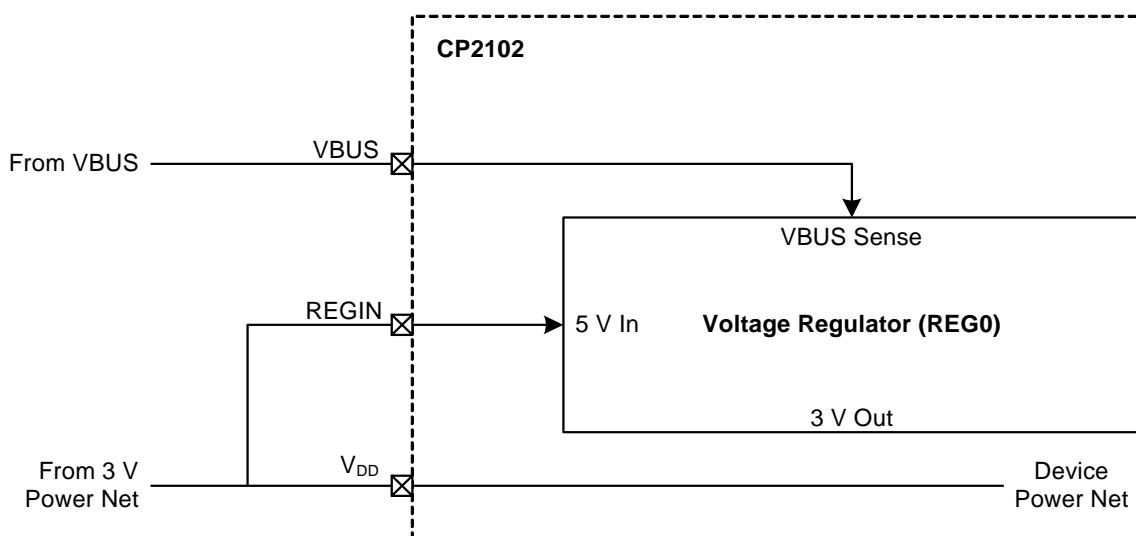 CP2102
From VBUS
VBUS
VBUS Sense
REGIN
5 V In
Voltage Regulator (REG0)
3 V Out
From 3 V
Power Net
VDD
Device
Power Net